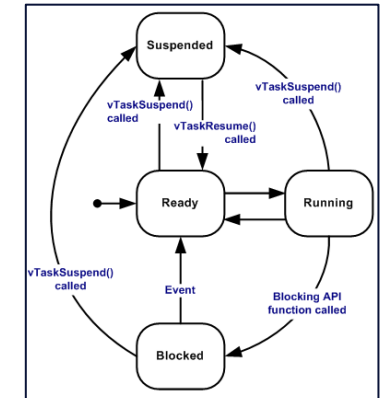 Suspended
vTaskSuspend()
called
vTaskSuspend()
called
vTaskResume()
called
Ready
Running
vTaskSuspend()
called
Event
Blocking API
function called
Blocked